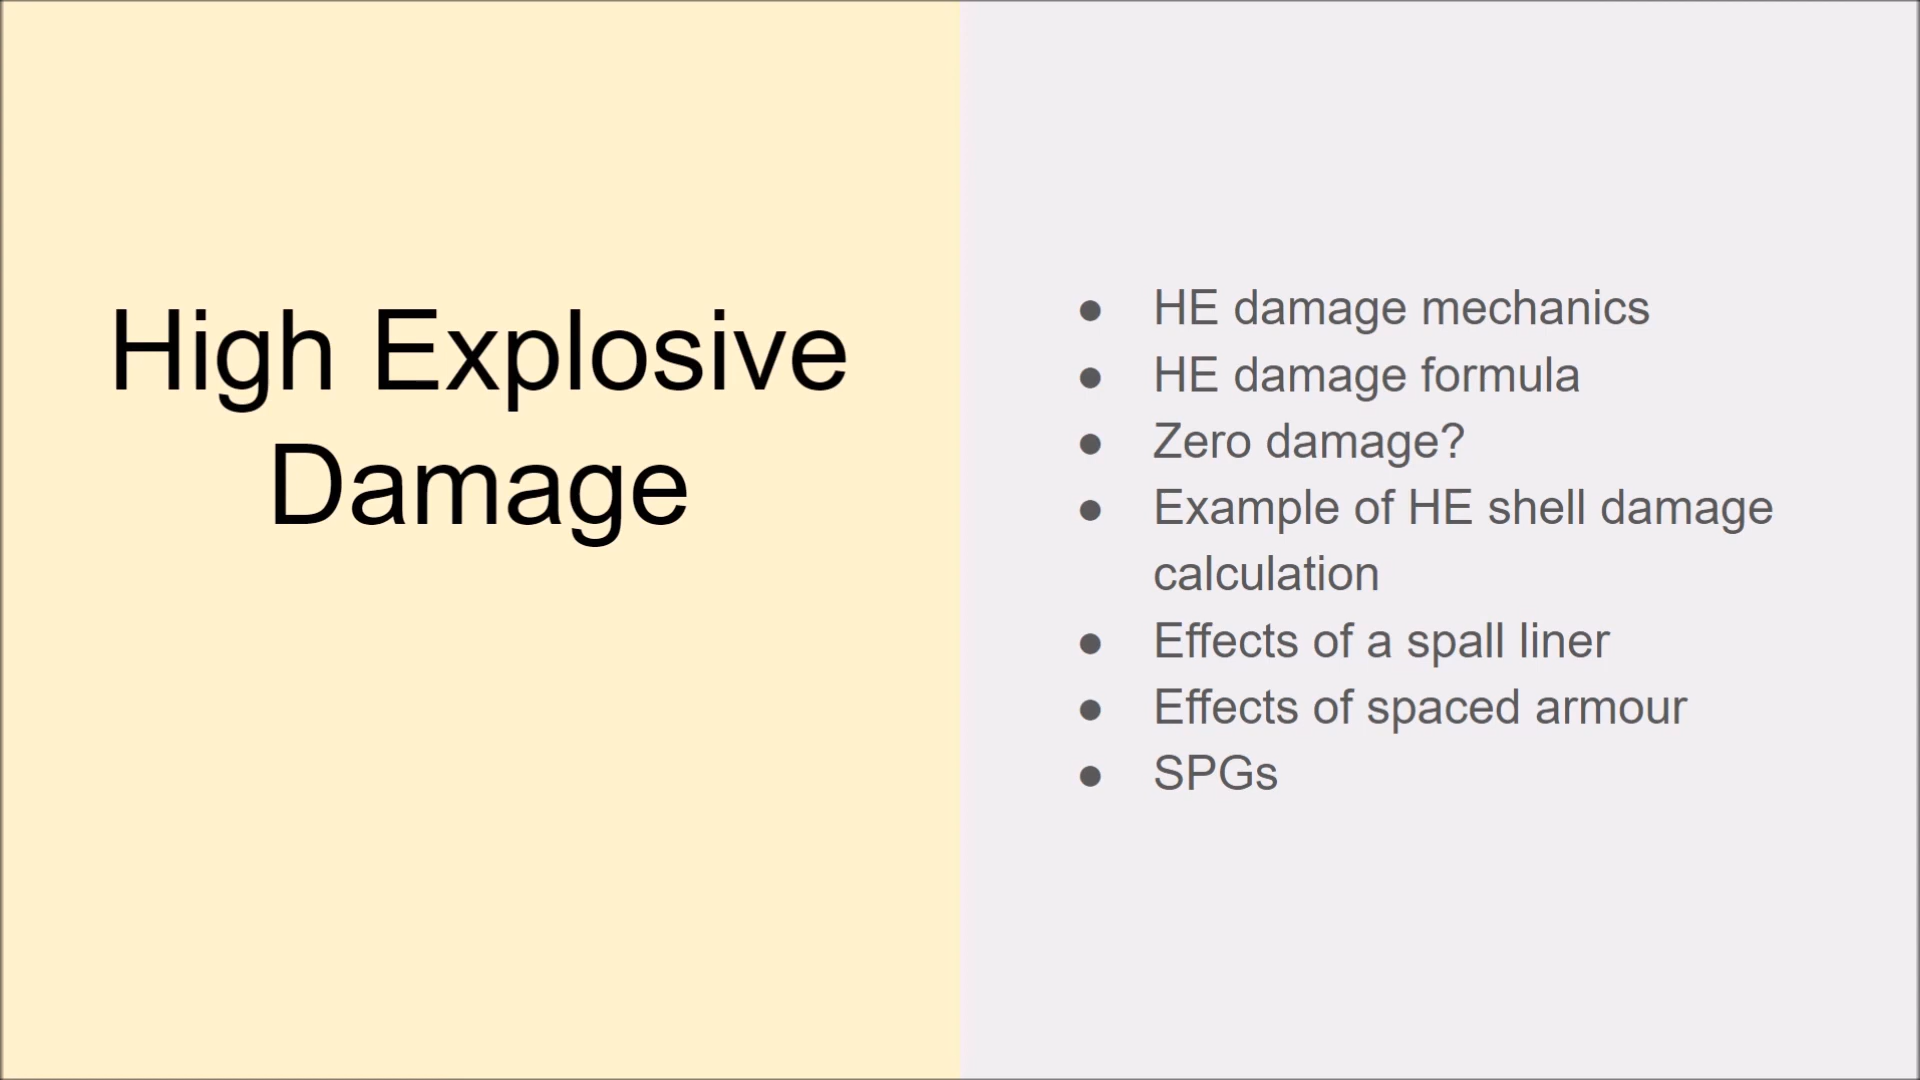 High Explosive
Damage
● HE damage mechanics
● HE damage formula
● Zero damage?
● Example of HE shell damage
calculation
● Effects of a spall liner
● Effects of spaced armour
● SPGs